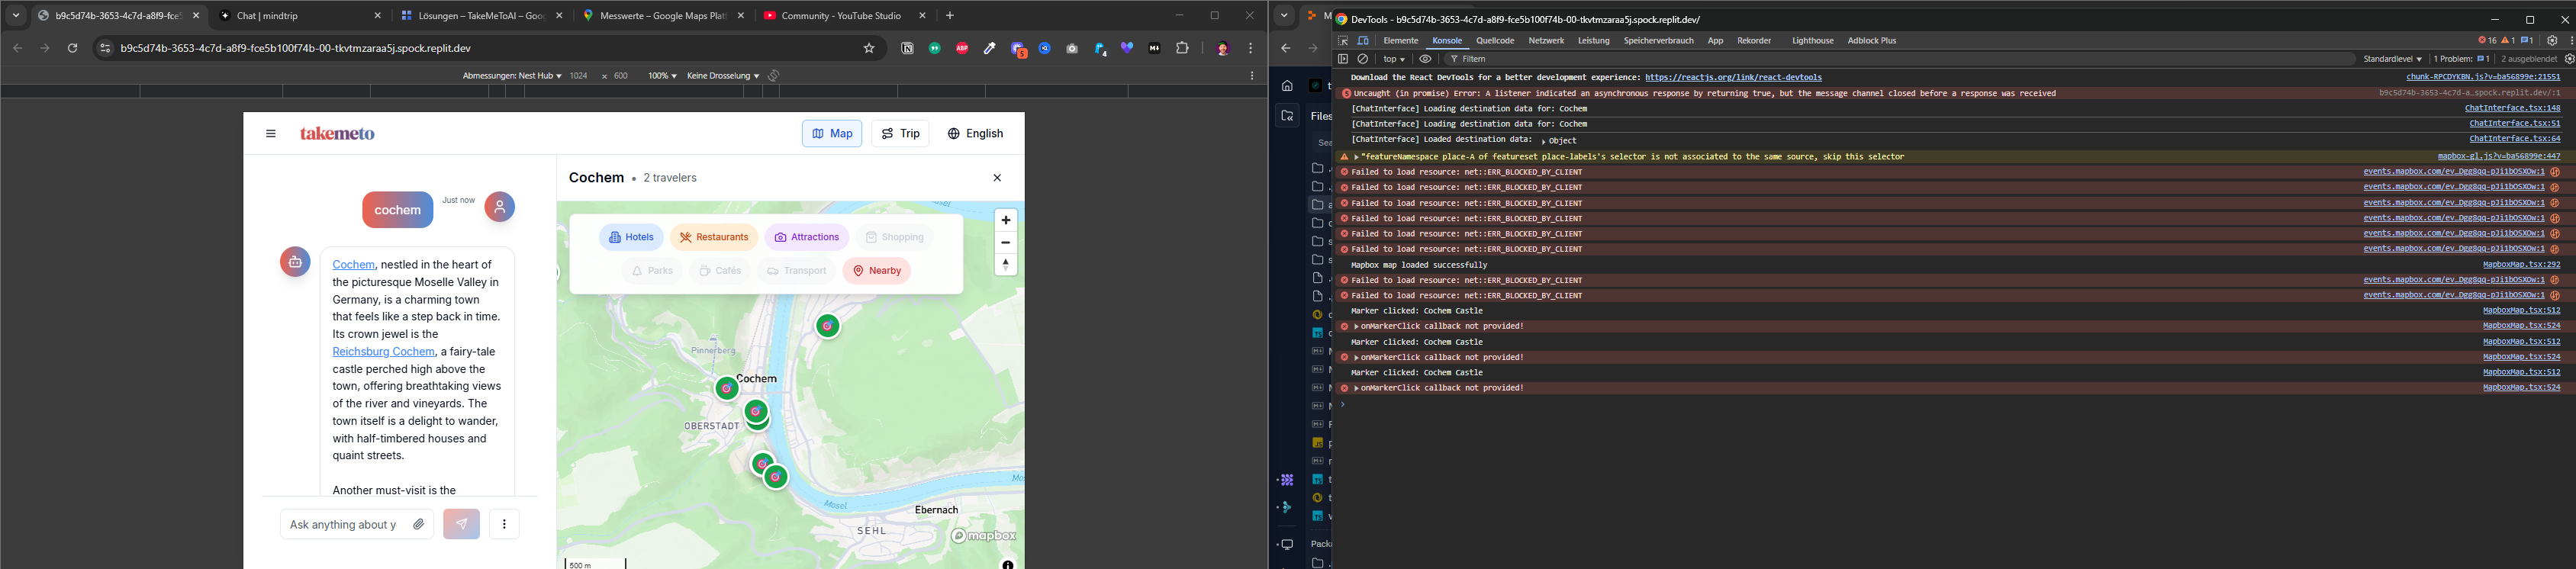 b9c5d74b-3653-4c7d-a8f9-fce5
Chat | mindtrip
Lösungen – TakeMeToAI – Goog
Messwerte – Google Maps Plat
Community - YouTube Studio
b9c5d74b-3653-4c7d-a8f9-fce5b100f74b-00-tkvtmzaraa5j.spock.replit.dev
Abmessungen: Nest Hub 1024 × 600 100% Keine Drosselung
takemeto
Map
Trip
English
cochem
Just now
Cochem, nestled in the heart of
the picturesque Moselle Valley in
Germany, is a charming town
that feels like a step back in time.
Its crown jewel is the
Reichsburg Cochem, a fairy-tale
castle perched high above the
town, offering breathtaking views
of the river and vineyards. The
town itself is a delight to wander,
with half-timbered houses and
quaint streets.
Another must-visit is the
Ask anything about y
Cochem • 2 travelers
Hotels
Restaurants
Attractions
Shopping
Parks
Cafés
Transport
Nearby
Mosel
Pinnerberg
Cochem
OBERSTADT
Mosel
Mo
Ebernach
SEHL
mapbox
500 m
Files
Sea
Packa
DevTools - b9c5d74b-3653-4c7d-a8f9-fce5b100f74b-00-tkvtmzaraa5j.spock.replit.dev/
Elemente Konsole Quellcode Netzwerk Leistung Speicherverbrauch App Rekorder Lighthouse Adblock Plus
16 1 1
top Filtern Standardlevel 1 Problem: 1 2 ausgeblendet
Download the React DevTools for a better development experience: https://reactjs.org/link/react-devtools chunk-RPCDYKBN.js?v=ba56899e:21551
5 Uncaught (in promise) Error: A listener indicated an asynchronous response by returning true, but the message channel closed before a response was received b9c5d74b-3653-4c7d-a…spock.replit.dev/:1
[ChatInterface] Loading destination data for: Cochem ChatInterface.tsx:148
[ChatInterface] Loading destination data for: Cochem ChatInterface.tsx:51
[ChatInterface] Loaded destination data: Object ChatInterface.tsx:64
"featureNamespace place-A of featureset place-labels's selector is not associated to the same source, skip this selector mapbox-gl.js?v=ba56899e:447
Failed to load resource: net::ERR_BLOCKED_BY_CLIENT events.mapbox.com/ev…Dgg8qq-pJi1bOSXOw:1
Failed to load resource: net::ERR_BLOCKED_BY_CLIENT events.mapbox.com/ev…Dgg8qq-pJi1bOSXOw:1
Failed to load resource: net::ERR_BLOCKED_BY_CLIENT events.mapbox.com/ev…Dgg8qq-pJi1bOSXOw:1
Failed to load resource: net::ERR_BLOCKED_BY_CLIENT events.mapbox.com/ev…Dgg8qq-pJi1bOSXOw:1
Failed to load resource: net::ERR_BLOCKED_BY_CLIENT events.mapbox.com/ev…Dgg8qq-pJi1bOSXOw:1
Failed to load resource: net::ERR_BLOCKED_BY_CLIENT events.mapbox.com/ev…Dgg8qq-pJi1bOSXOw:1
Mapbox map loaded successfully MapboxMap.tsx:292
Failed to load resource: net::ERR_BLOCKED_BY_CLIENT events.mapbox.com/ev…Dgg8qq-pJi1bOSXOw:1
Failed to load resource: net::ERR_BLOCKED_BY_CLIENT events.mapbox.com/ev…Dgg8qq-pJi1bOSXOw:1
Marker clicked: Cochem Castle MapboxMap.tsx:512
onMarkerClick callback not provided! MapboxMap.tsx:524
Marker clicked: Cochem Castle MapboxMap.tsx:512
onMarkerClick callback not provided! MapboxMap.tsx:524
Marker clicked: Cochem Castle MapboxMap.tsx:512
onMarkerClick callback not provided! MapboxMap.tsx:524